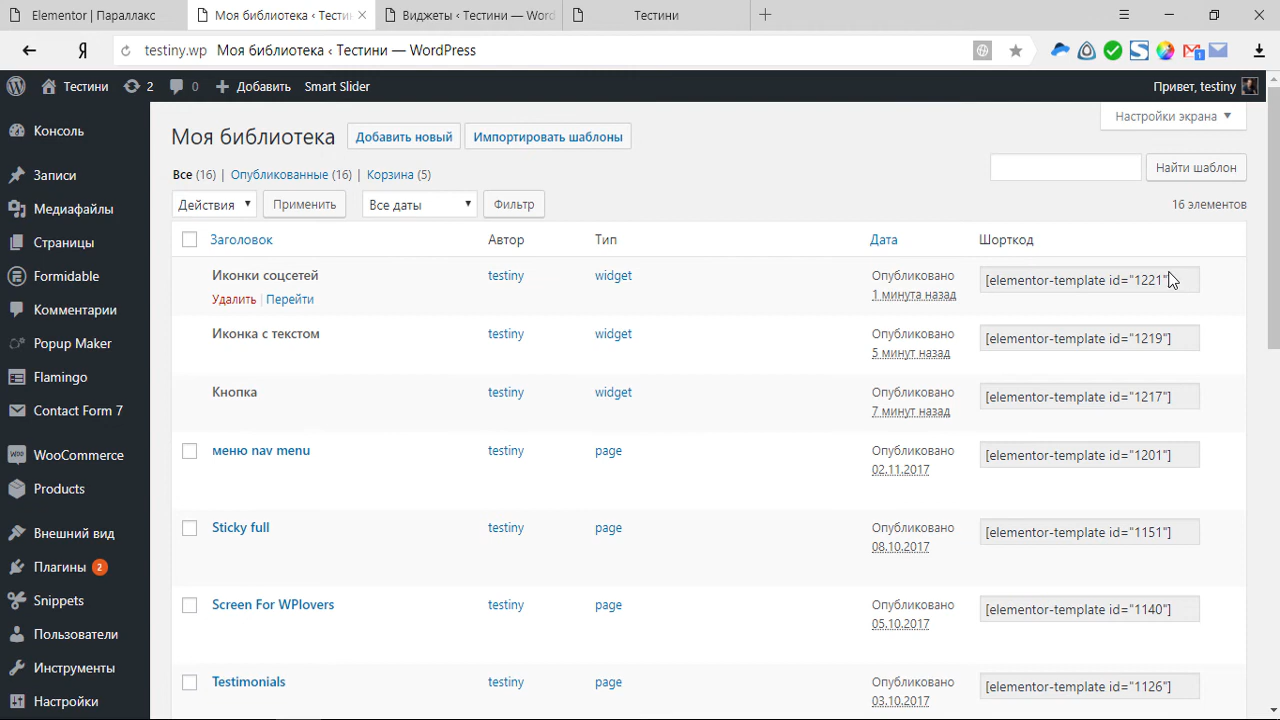 Elementor | Параллакс
Моя библиотека ‹ Тестин
Виджеты ‹ Тестини — Word
Тестини
Я
testiny.wp Моя библиотека ‹ Тестини — WordPress
1
Тестини 2 0 Добавить Smart Slider
Привет, testiny
Консоль
Записи
Медиафайлы
Страницы
Formidable
Комментарии
Popup Maker
Flamingo
Contact Form 7
WooCommerce
Products
Внешний вид
Плагины 2
Snippets
Пользователи
Инструменты
Настройки
Настройки экрана
Моя библиотека Добавить новый Импортировать шаблоны
Все (16) | Опубликованные (16) | Корзина (5)
Найти шаблон
Действия Применить Все даты Фильтр
16 элементов
Заголовок Автор Тип Дата Шорткод
Иконки соцсетей testiny widget Опубликовано [elementor-template id="1221"]
Удалить | Перейти 1 минута назад
Иконка с текстом testiny widget Опубликовано [elementor-template id="1219"]
5 минут назад
Кнопка testiny widget Опубликовано [elementor-template id="1217"]
7 минут назад
меню nav menu testiny page Опубликовано [elementor-template id="1201"]
02.11.2017
Sticky full testiny page Опубликовано [elementor-template id="1151"]
08.10.2017
Screen For WPlovers testiny page Опубликовано [elementor-template id="1140"]
05.10.2017
Testimonials testiny page Опубликовано [elementor-template id="1126"]
03.10.2017